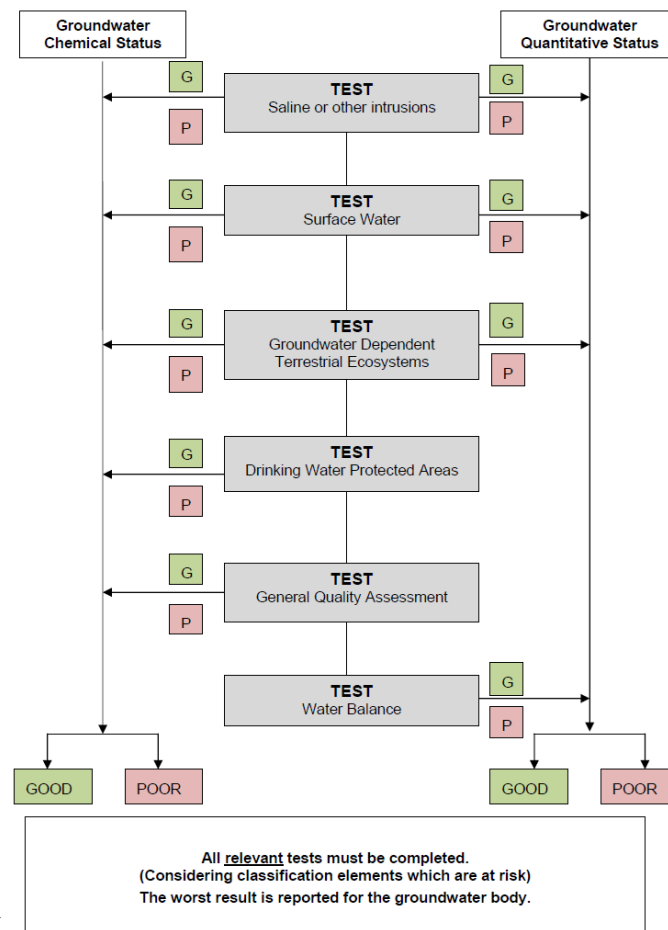 Groundwater
Chemical Status
Groundwater
Quantitative Status
G
P
TEST
Saline or other intrusions
G
P
G
P
TEST
Surface Water
G
P
G
P
TEST
Groundwater Dependent
Terrestrial Ecosystems
G
P
G
P
TEST
Drinking Water Protected Areas
G
P
TEST
General Quality Assessment
TEST
Water Balance
G
P
GOOD
POOR
GOOD
POOR
All relevant tests must be completed.
(Considering classification elements which are at risk)
The worst result is reported for the groundwater body.